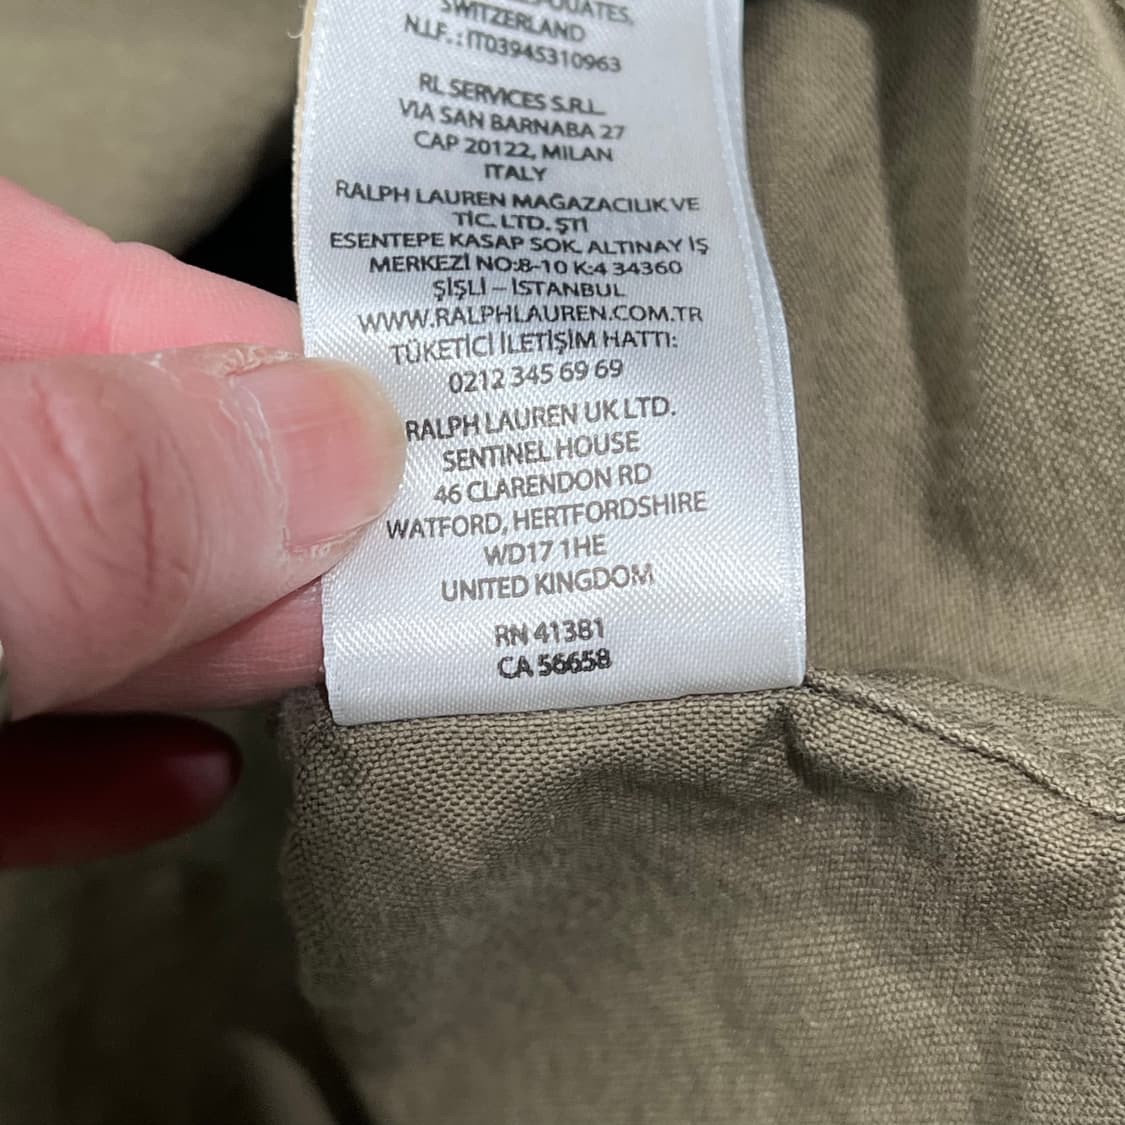 SWITZERLAND
N.I.F. : IT03945310963
RL SERVICES S.R.L.
VIA SAN BARNABA 27
CAP 20122, MILAN
ITALY
RALPH LAUREN MAĞAZACILIK VE
TİC. LTD. ŞTİ
ESENTEPE KASAP SOK. ALTINAY İŞ
MERKEZİ NO:8-10 K:4 34360
ŞİŞLİ – İSTANBUL
WWW.RALPHLAUREN.COM.TR
TÜKETİCİ İLETİŞİM HATTI:
0212 345 69 69
RALPH LAUREN UK LTD.
SENTINEL HOUSE
46 CLARENDON RD
WATFORD, HERTFORDSHIRE
WD17 1HE
UNITED KINGDOM
RN 41381
CA 56658